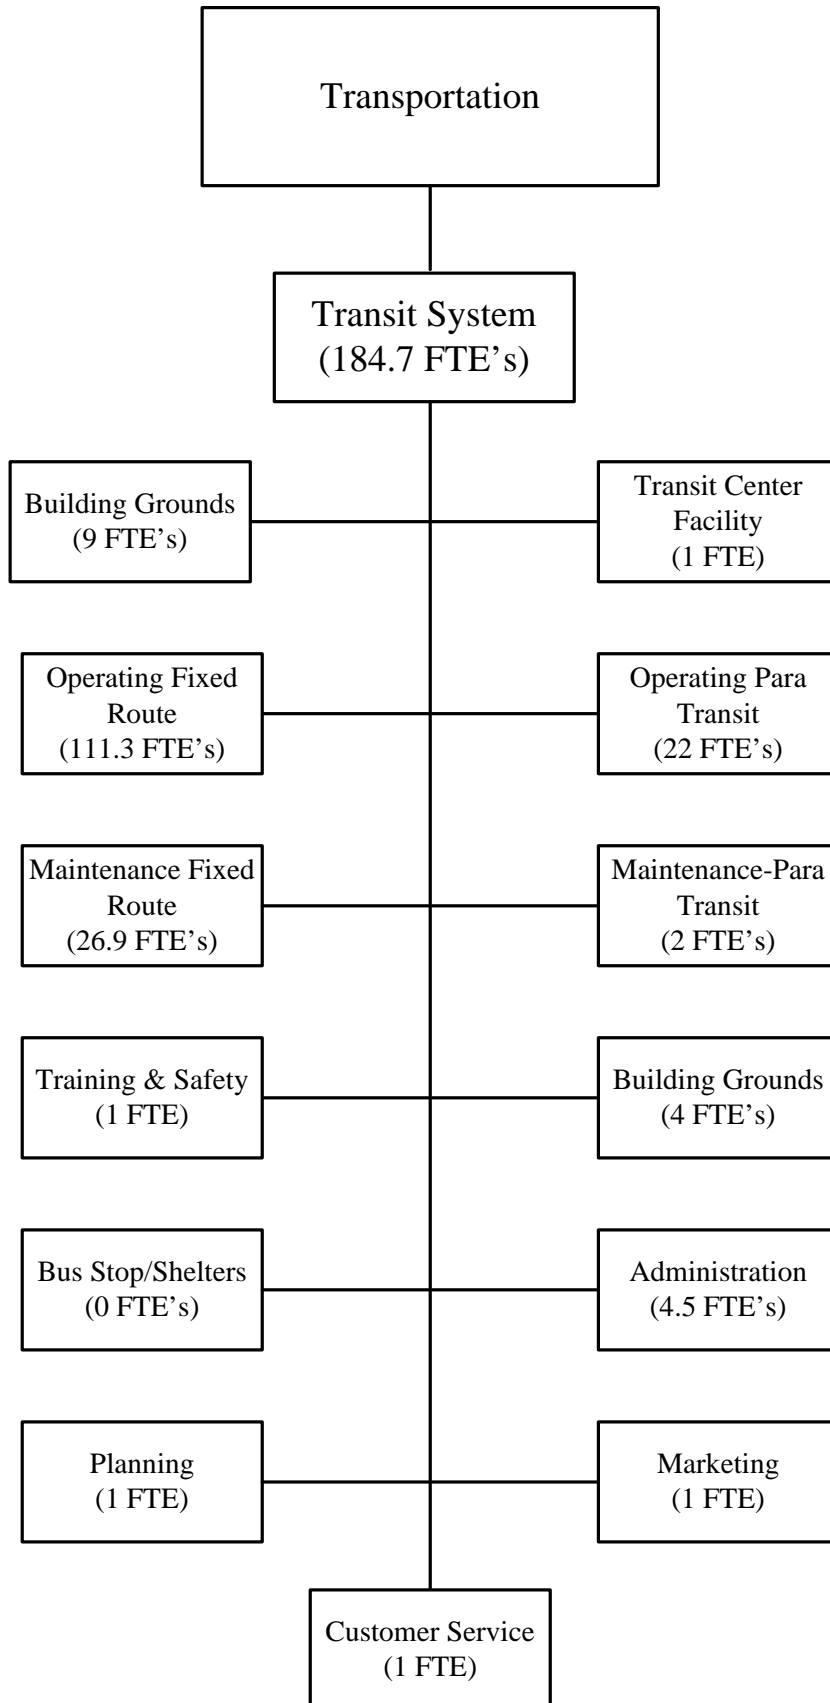 Transportation
Transit System
(184.7 FTE’s)
Building Grounds
(9 FTE’s)
Transit Center
Facility
(1 FTE)
Operating Fixed
Route
(111.3 FTE’s)
Operating Para
Transit
(22 FTE’s)
Maintenance Fixed
Route
(26.9 FTE’s)
Maintenance-Para
Transit
(2 FTE’s)
Training & Safety
(1 FTE)
Building Grounds
(4 FTE’s)
Bus Stop/Shelters
(0 FTE’s)
Administration
(4.5 FTE’s)
Planning
(1 FTE)
Marketing
(1 FTE)
Customer Service
(1 FTE)